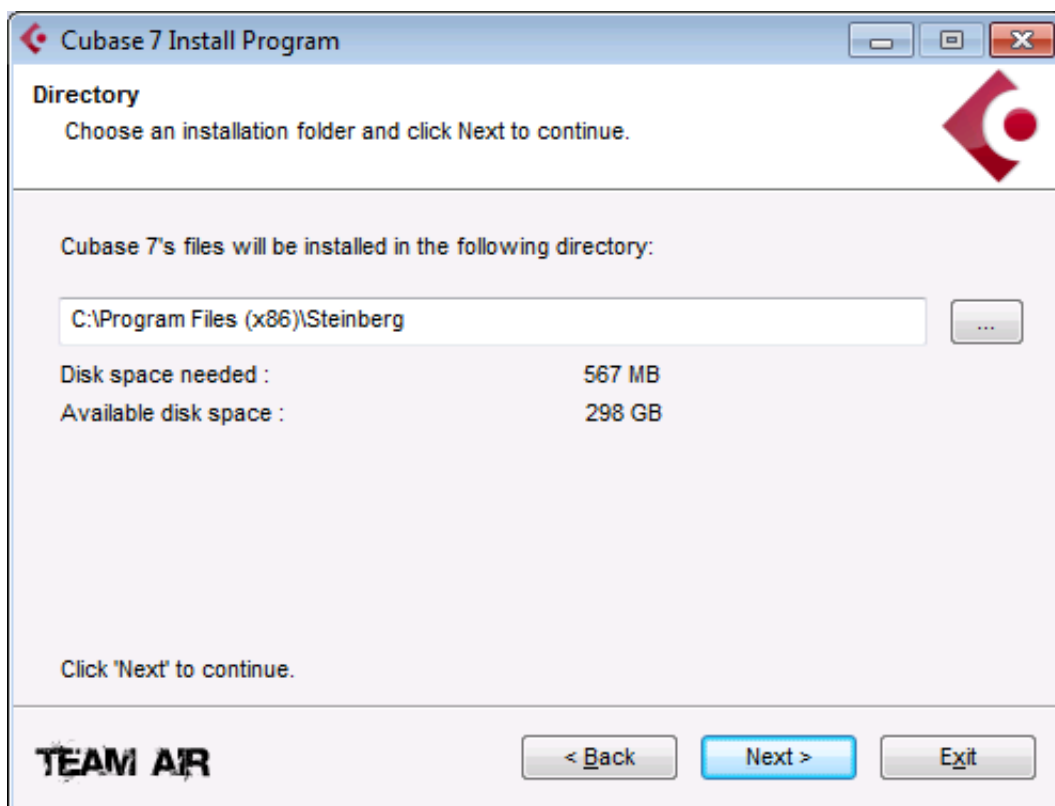 Cubase 7 Install Program
Directory
Choose an installation folder and click Next to continue.
Cubase 7's files will be installed in the following directory:
C:\Program Files (x86)\Steinberg
...
Disk space needed : 567 MB
Available disk space : 298 GB
Click 'Next' to continue.
TEAM AIR
< Back
Next >
Exit